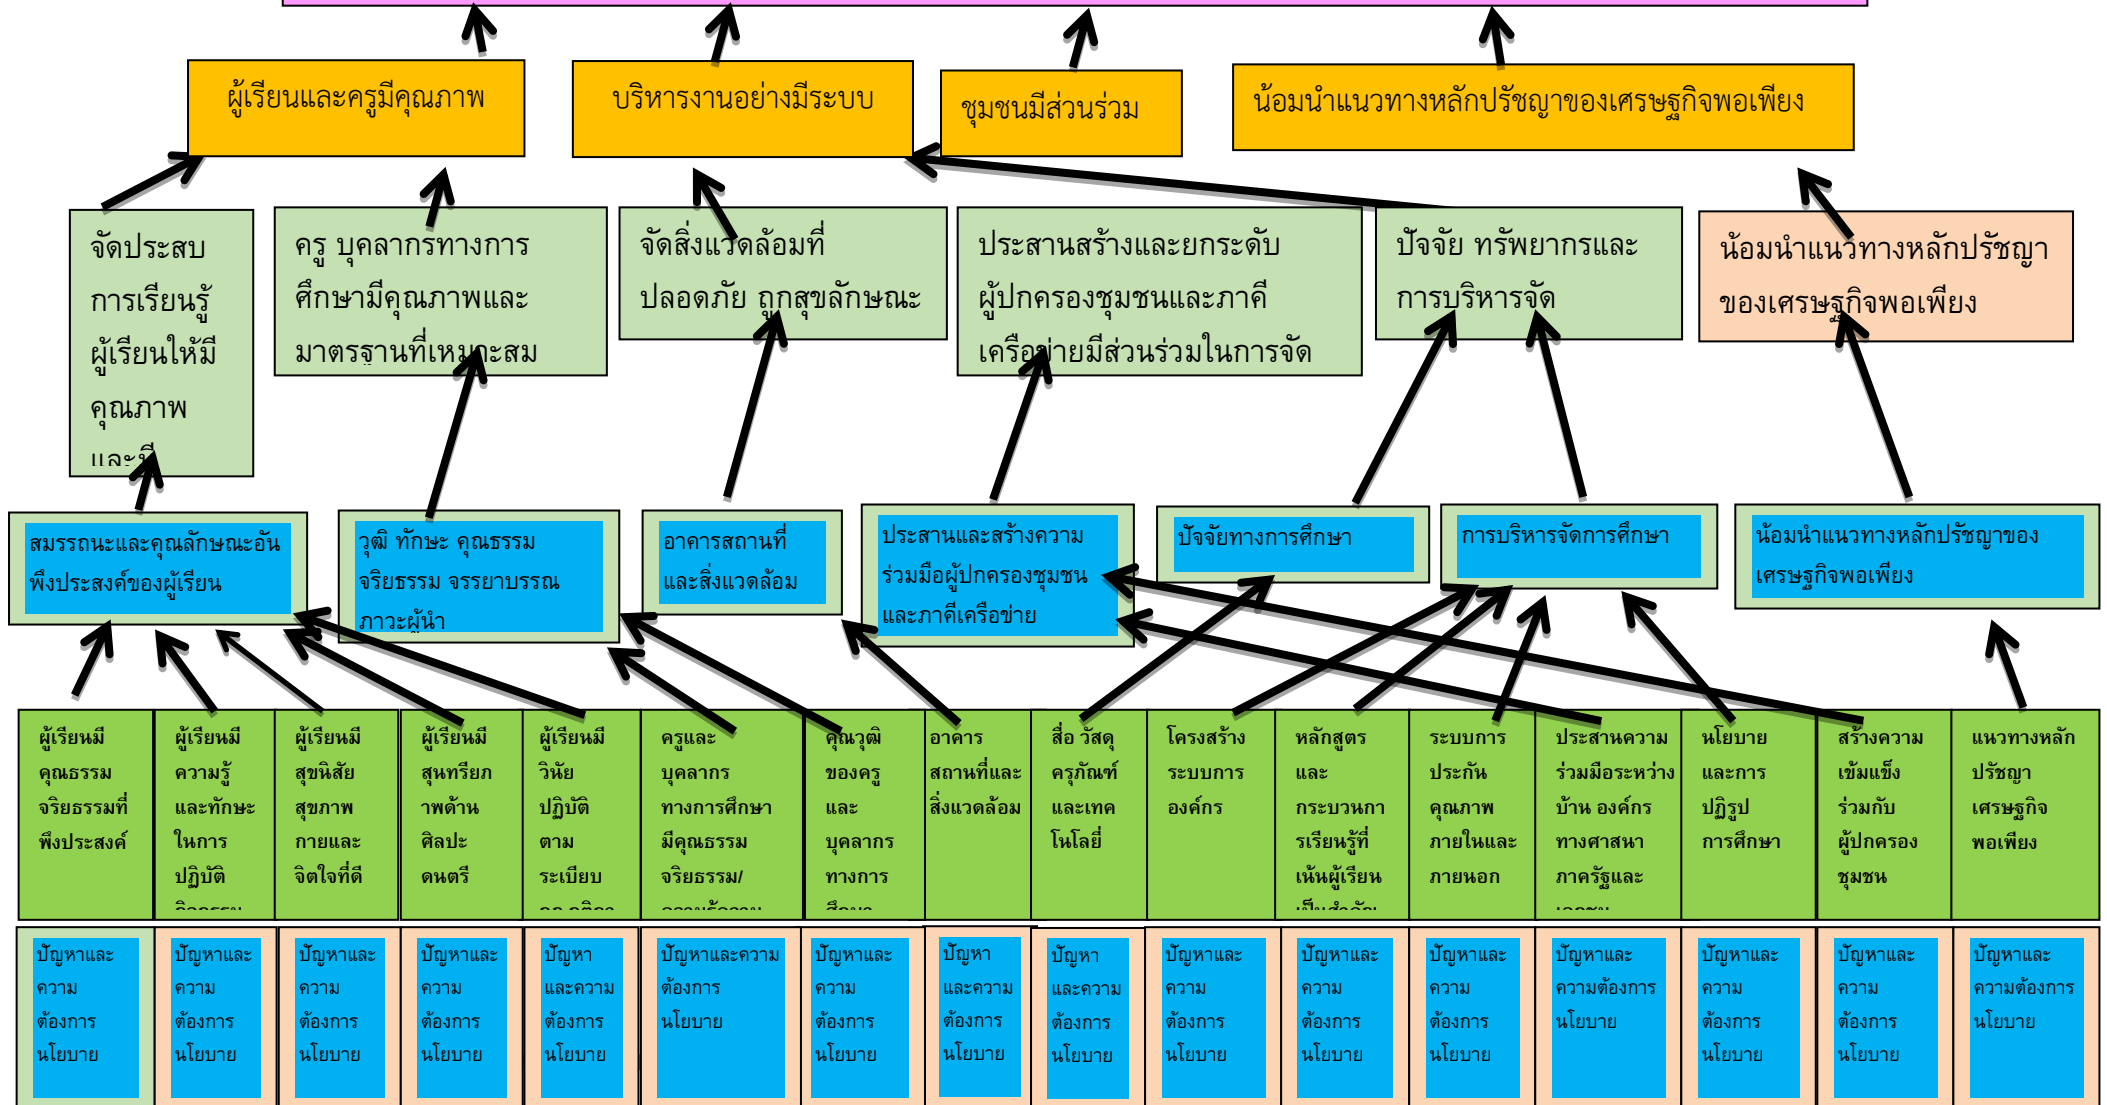 ผู้เรียนและครูมีคุณภาพ
บริหารงานอย่างมีระบบ
ชุมชนมีส่วนร่วม
น้อมนำแนวทางหลักปรัชญาของเศรษฐกิจพอเพียง
จัดประสบ
การเรียนรู้
ผู้เรียนให้มี
คุณภาพ
และมี
ครู บุคลากรทางการ
ศึกษามีคุณภาพและ
มาตรฐานที่เหมาะสม
จัดสิ่งแวดล้อมที่
ปลอดภัย ถูกสุขลักษณะ
ประสานสร้างและยกระดับ
ผู้ปกครองชุมชนและภาคี
เครือข่ายมีส่วนร่วมในการจัด
ปัจจัย ทรัพยากรและ
การบริหารจัด
น้อมนำแนวทางหลักปรัชญา
ของเศรษฐกิจพอเพียง
สมรรถนะและคุณลักษณะอัน
พึงประสงค์ของผู้เรียน
วุฒิ ทักษะ คุณธรรม
จริยธรรม จรรยาบรรณ
ภาวะผู้นำ
อาคารสถานที่
และสิ่งแวดล้อม
ประสานและสร้างความ
ร่วมมือผู้ปกครองชุมชน
และภาคีเครือข่าย
ปัจจัยทางการศึกษา
การบริหารจัดการศึกษา
น้อมนำแนวทางหลักปรัชญาของ
เศรษฐกิจพอเพียง
ผู้เรียนมี
คุณธรรม
จริยธรรมที่
พึงประสงค์
ผู้เรียนมี
ความรู้
และทักษะ
ในการ
ปฏิบัติ
กิจกรรม
ผู้เรียนมี
สุขนิสัย
สุขภาพ
กายและ
จิตใจที่ดี
ผู้เรียนมี
สุนทรียภ
าพด้าน
ศิลปะ
ดนตรี
ผู้เรียนมี
วินัย
ปฏิบัติ
ตาม
ระเบียบ
กฎ กติกา
ครูและ
บุคลากร
ทางการศึกษา
มีคุณธรรม
จริยธรรม/
ความรู้ความ
คุณวุฒิ
ของครู
และ
บุคลากร
ทางการ
ศึกษา
อาคาร
สถานที่และ
สิ่งแวดล้อม
สื่อ วัสดุ
ครุภัณฑ์
และเทค
โนโลยี่
โครงสร้าง
ระบบการ
องค์กร
หลักสูตร
และ
กระบวนกา
รเรียนรู้ที่
เน้นผู้เรียน
เป็นสำคัญ
ระบบการ
ประกัน
คุณภาพ
ภายในและ
ภายนอก
ประสานความ
ร่วมมือระหว่าง
บ้าน องค์กร
ทางศาสนา
ภาครัฐและ
เอกชน
นโยบาย
และการ
ปฏิรูป
การศึกษา
สร้างความ
เข้มแข็ง
ร่วมกับ
ผู้ปกครอง
ชุมชน
แนวทางหลัก
ปรัชญา
เศรษฐกิจ
พอเพียง
ปัญหาและ
ความ
ต้องการ
นโยบาย
ปัญหาและ
ความ
ต้องการ
นโยบาย
ปัญหาและ
ความ
ต้องการ
นโยบาย
ปัญหาและ
ความ
ต้องการ
นโยบาย
ปัญหา
และความ
ต้องการ
นโยบาย
ปัญหาและความ
ต้องการ
นโยบาย
ปัญหาและ
ความ
ต้องการ
นโยบาย
ปัญหา
และความ
ต้องการ
นโยบาย
ปัญหา
และความ
ต้องการ
นโยบาย
ปัญหาและ
ความ
ต้องการ
นโยบาย
ปัญหาและ
ความ
ต้องการ
นโยบาย
ปัญหาและ
ความ
ต้องการ
นโยบาย
ปัญหาและ
ความต้องการ
นโยบาย
ปัญหาและ
ความ
ต้องการ
นโยบาย
ปัญหาและ
ความ
ต้องการ
นโยบาย
ปัญหาและ
ความต้องการ
นโยบาย